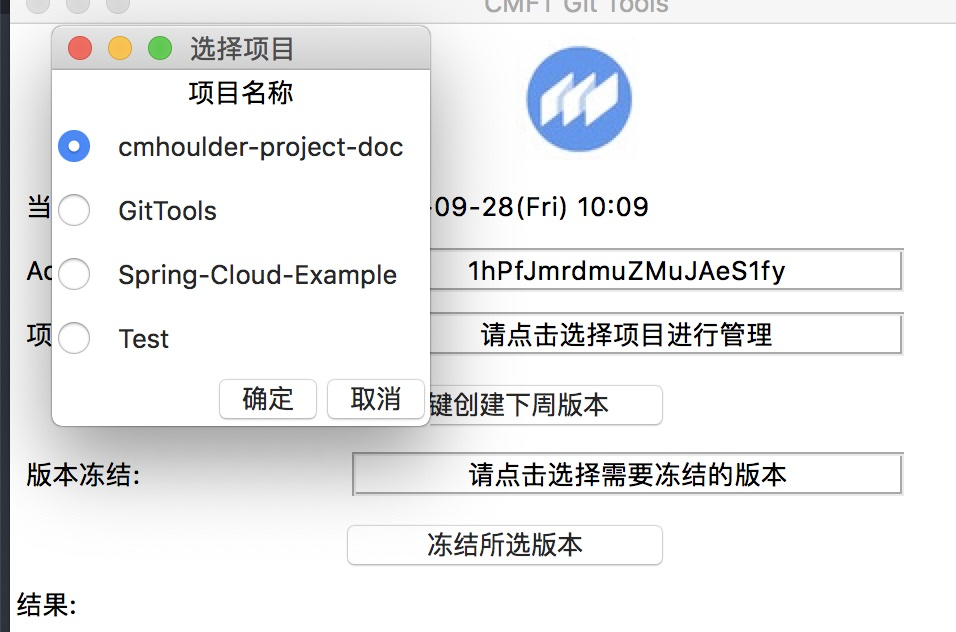 CMFT Git Tools
选择项目
项目名称
cmhoulder-project-doc
GitTools
Spring-Cloud-Example
Test
确定 取消
当
-09-28(Fri) 10:09
Ac
1hPfJmrdmuZMuJAeS1fy
项
请点击选择项目进行管理
键创建下周版本
版本冻结:
请点击选择需要冻结的版本
冻结所选版本
结果: